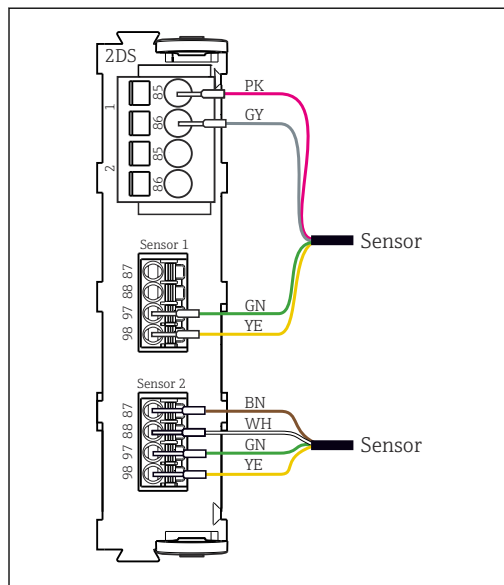 2DS
1
85
PK
86
GY
2
85
86
Sensor
Sensor 1
87
88
97
GN
98
YE
Sensor 2
87
BN
88
WH
97
GN
Sensor
98
YE